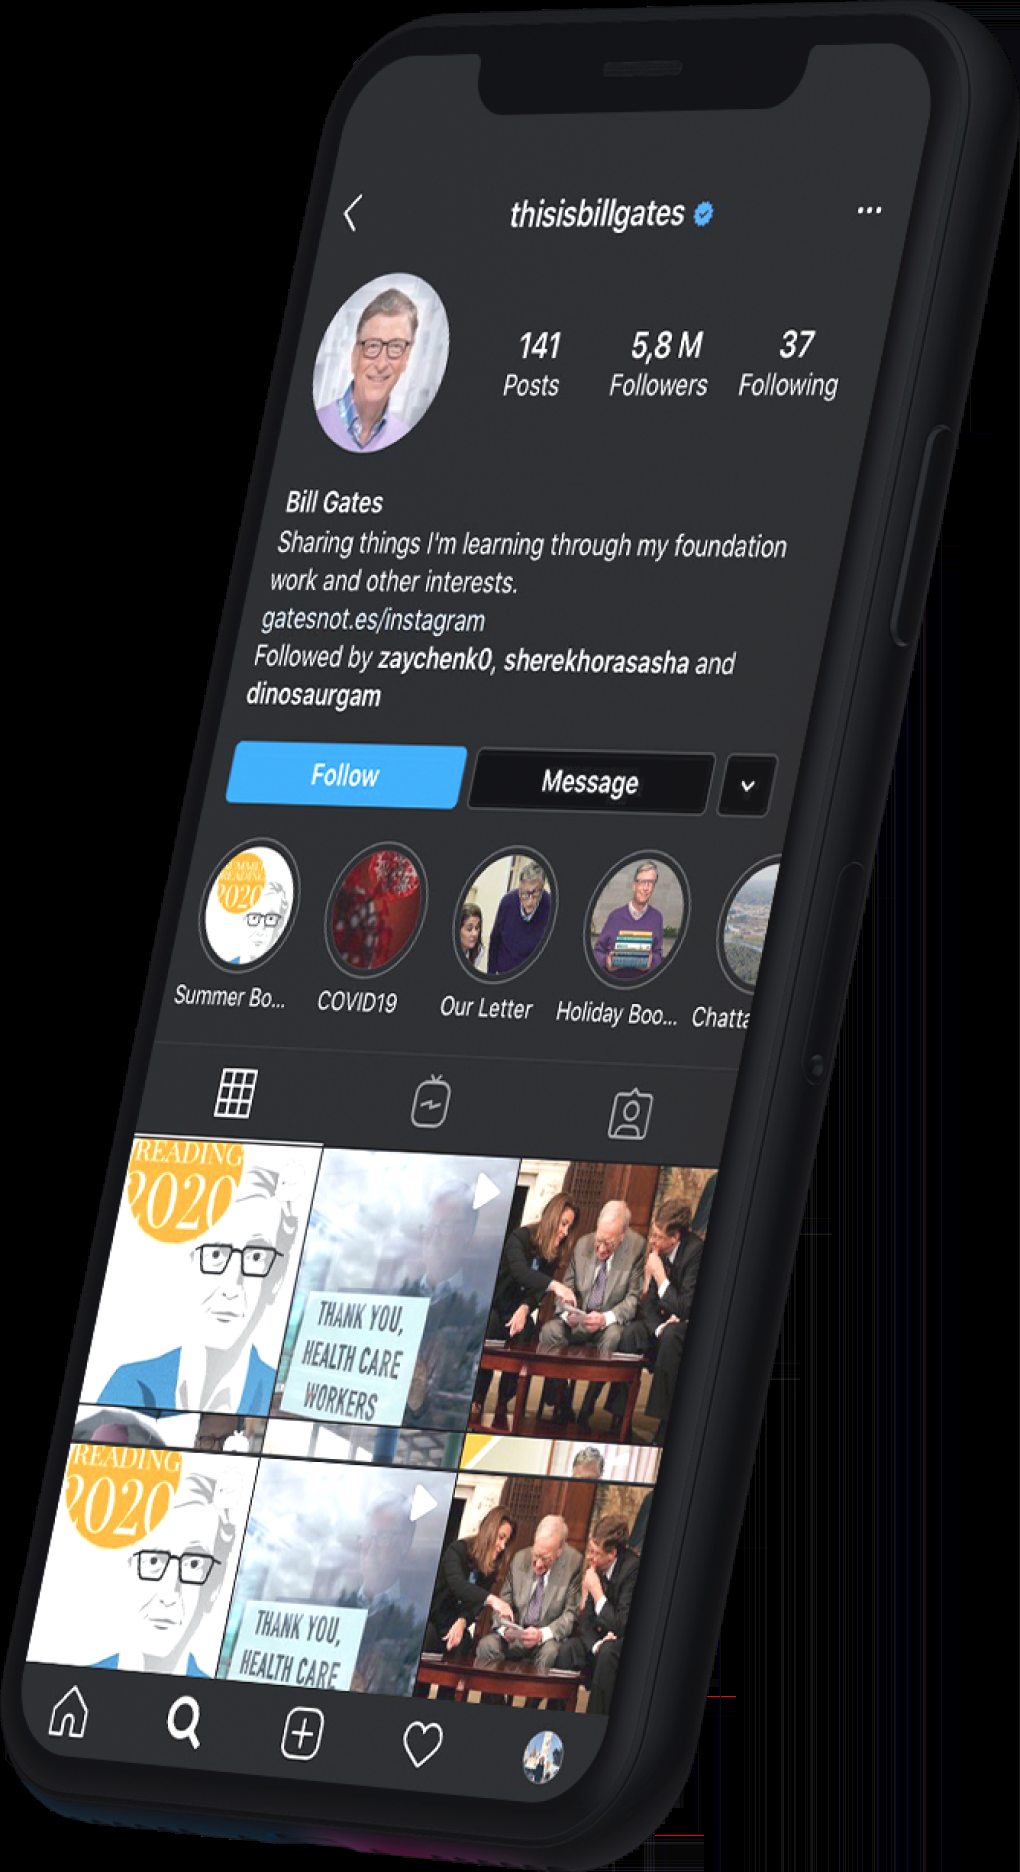 thisisbillgates
141 5,8 M 37
Posts Followers Following
Bill Gates
Sharing things I'm learning through my foundation
work and other interests.
gatesnot.es/instagram
Followed by zaychenk0, sherekhorasasha and
dinosaurgam
Follow Message
SUMMER
READING
2020
Summer Bo... COVID19 Our Letter Holiday Boo... Chatta
READING
2020
THANK YOU,
HEALTH CARE
WORKERS
READING
2020
THANK YOU,
HEALTH CARE